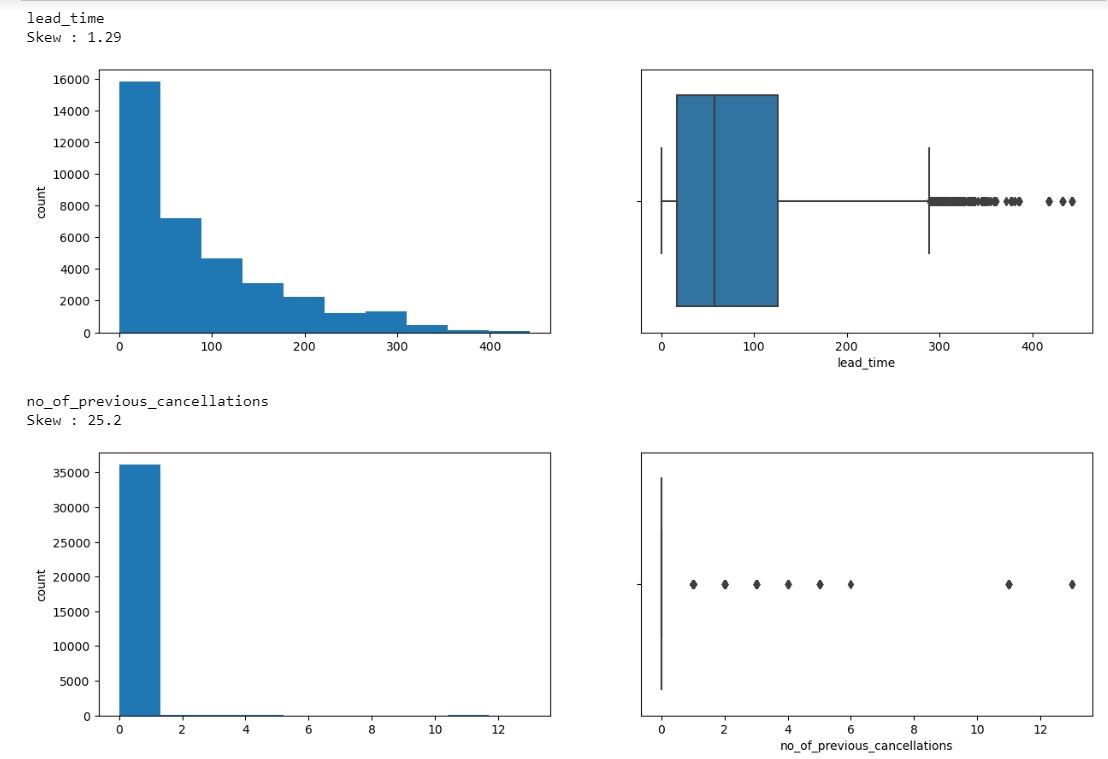 lead_time
Skew : 1.29
16000
14000
12000
10000
8000
6000
4000
2000
0
count
0 100 200 300 400
0 100 200 300 400
lead_time
no_of_previous_cancellations
Skew : 25.2
35000
30000
25000
20000
15000
10000
5000
0
count
0 2 4 6 8 10 12
0 2 4 6 8 10 12
no_of_previous_cancellations